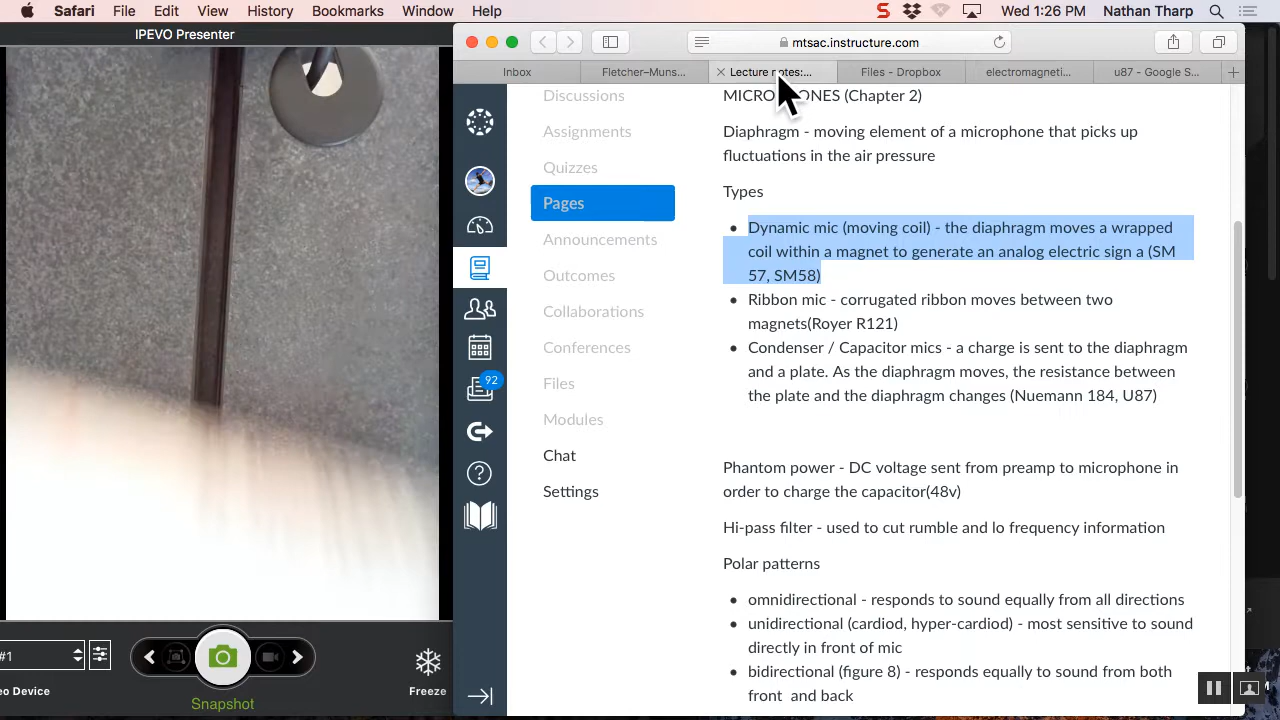 Safari File Edit View History Bookmarks Window Help
S Wed 1:26 PM Nathan Tharp
IPEVO Presenter
mtsac.instructure.com
Inbox
Fletcher–Muns...
Lecture notes:...
Files - Dropbox
electromagneti...
u87 - Google S...
Discussions
Assignments
Quizzes
Pages
Announcements
Outcomes
Collaborations
Conferences
Files
Modules
Chat
Settings
92
(Chapter 2)
Diaphragm - moving element of a microphone that picks up
fluctuations in the air pressure
Types
Dynamic mic (moving coil) - the diaphragm moves a wrapped
coil within a magnet to generate an analog electric sign a (SM
57, SM58)
Ribbon mic - corrugated ribbon moves between two
magnets(Royer R121)
Condenser / Capacitor mics - a charge is sent to the diaphragm
and a plate. As the diaphragm moves, the resistance between
the plate and the diaphragm changes (Nuemann 184, U87)
Phantom power - DC voltage sent from preamp to microphone in
order to charge the capacitor(48v)
Hi-pass filter - used to cut rumble and lo frequency information
Polar patterns
omnidirectional - responds to sound equally from all directions
unidirectional (cardiod, hyper-cardiod) - most sensitive to sound
directly in front of mic
bidirectional (figure 8) - responds equally to sound from both
front and back
#1
eo Device
Snapshot
Freeze